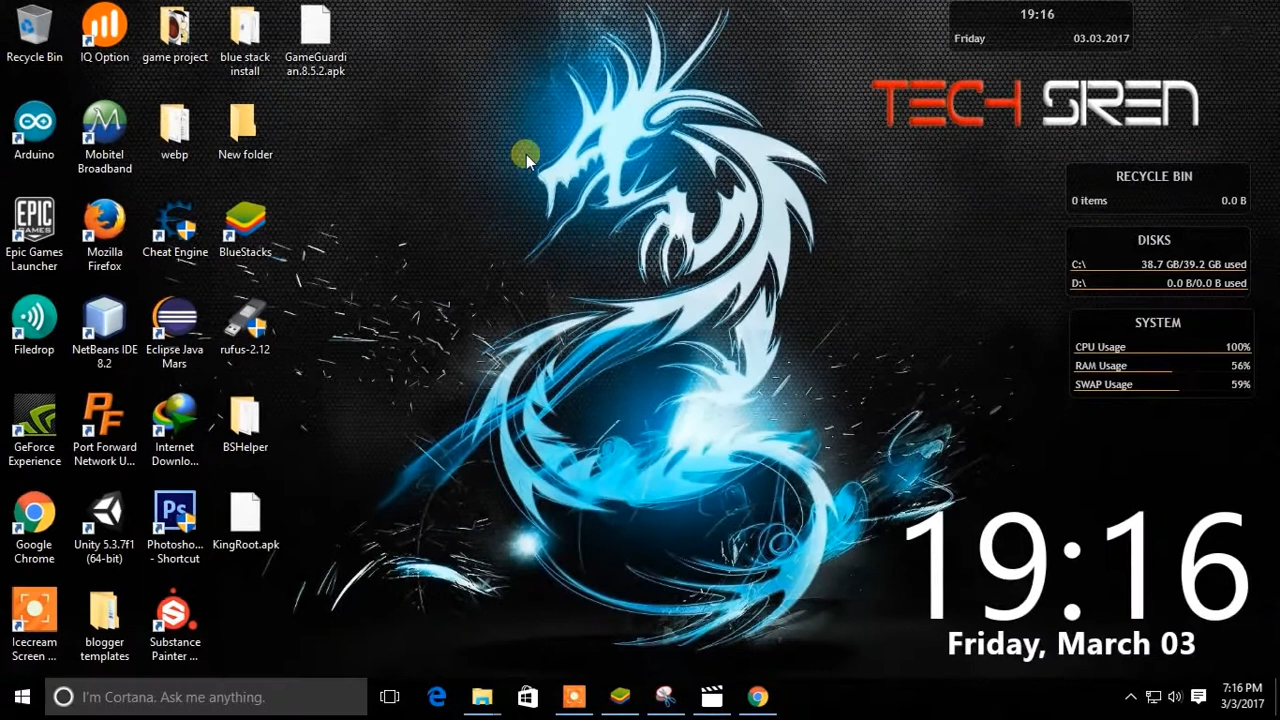 Recycle Bin
IQ Option
game project
blue stack
install
GameGuardi
an.8.5.2.apk
Arduino
Mobitel
Broadband
webp
New folder
EPIC
GAMES
Epic Games
Launcher
Mozilla
Firefox
Cheat Engine
BlueStacks
Filedrop
NetBeans IDE
8.2
Eclipse Java
Mars
rufus-2.12
GeForce
Experience
PF
Port Forward
Network U...
Internet
Downlo...
BSHelper
Google
Chrome
Unity 5.3.7f1
(64-bit)
Ps
Photosho...
- Shortcut
KingRoot.apk
Icecream
Screen ...
blogger
templates
Substance
Painter ...
19:16
Friday 03.03.2017
TECH SIREN
RECYCLE BIN
0 items 0.0 B
DISKS
C:\ 38.7 GB/39.2 GB used
D:\ 0.0 B/0.0 B used
SYSTEM
CPU Usage 100%
RAM Usage 56%
SWAP Usage 59%
19:16
Friday, March 03
I'm Cortana. Ask me anything.
7:16 PM
3/3/2017